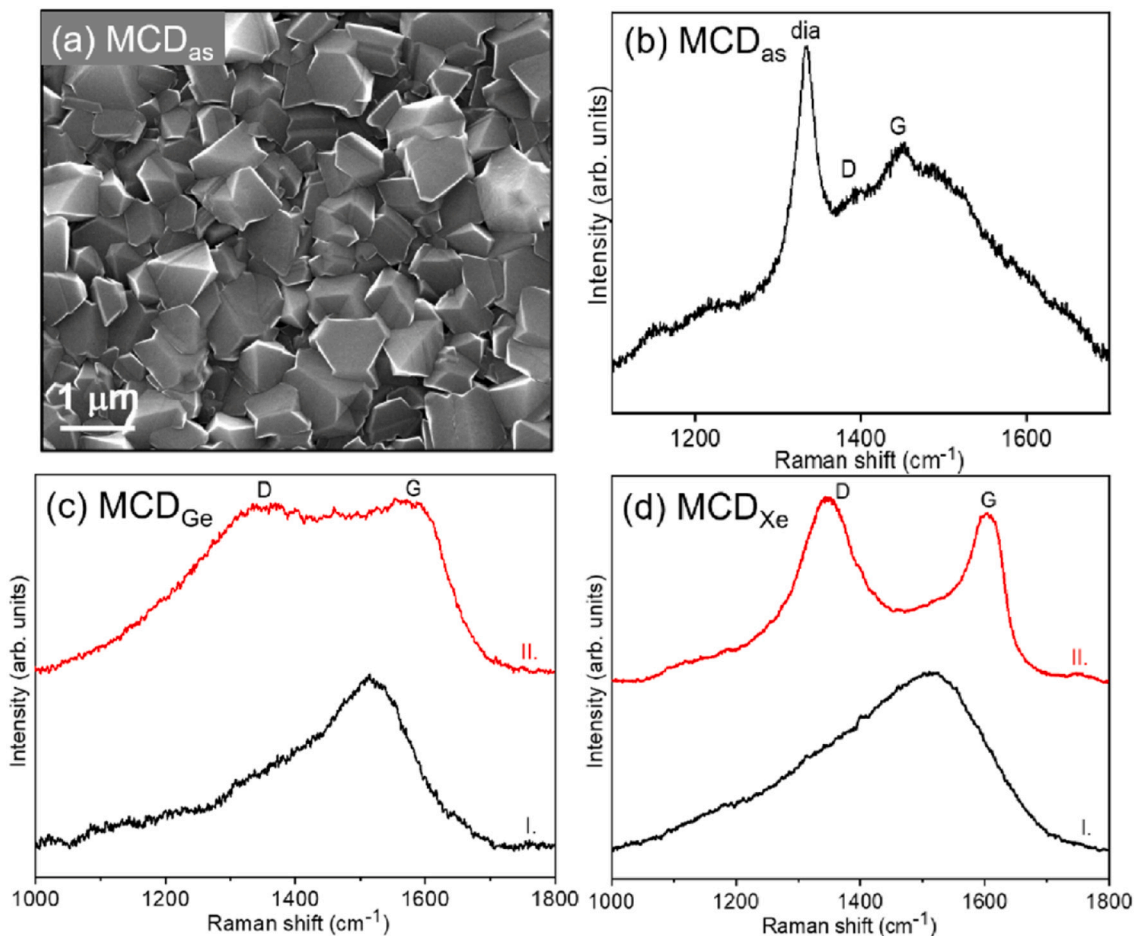 (a) MCDas
1 μm
(b) MCDas
dia
D
G
Intensity (arb. units)
1200 1400 1600
Raman shift (cm-1)
(c) MCDGe
D
G
II.
I.
Intensity (arb. units)
1000 1200 1400 1600 1800
Raman shift (cm-1)
(d) MCDXe
D
G
II.
I.
Intensity (arb. units)
1000 1200 1400 1600 1800
Raman shift (cm-1)